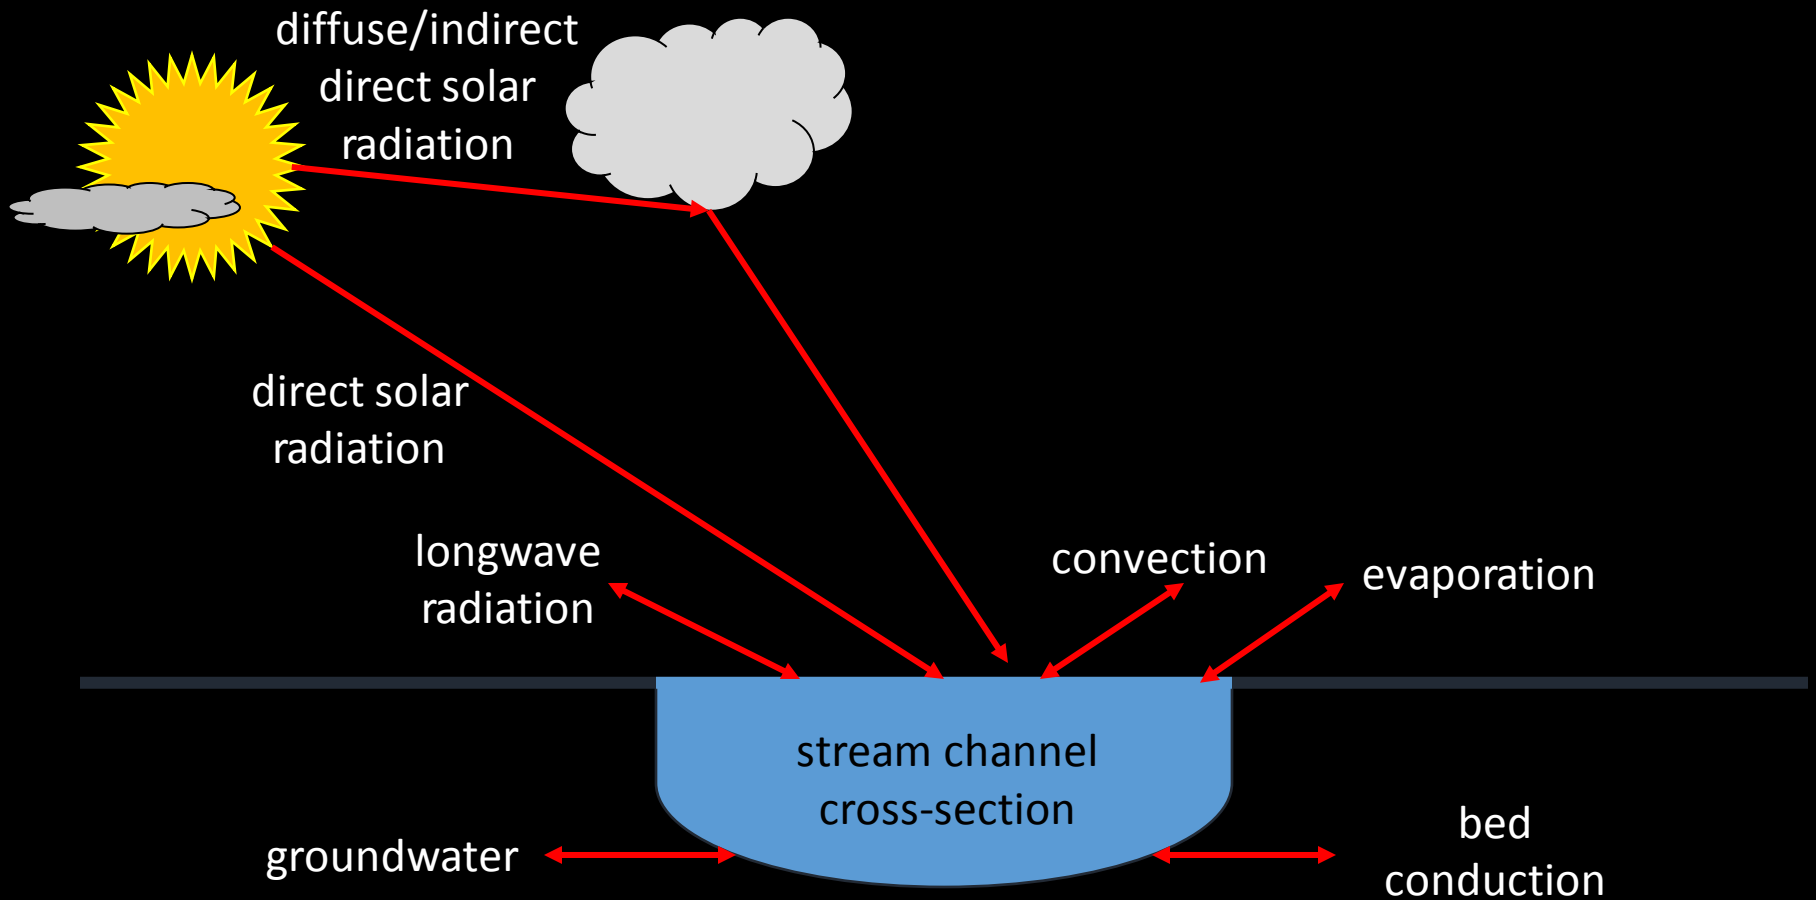 diffuse/indirect
direct solar
radiation
direct solar
radiation
longwave
radiation
convection
evaporation
stream channel
cross-section
groundwater
bed
conduction